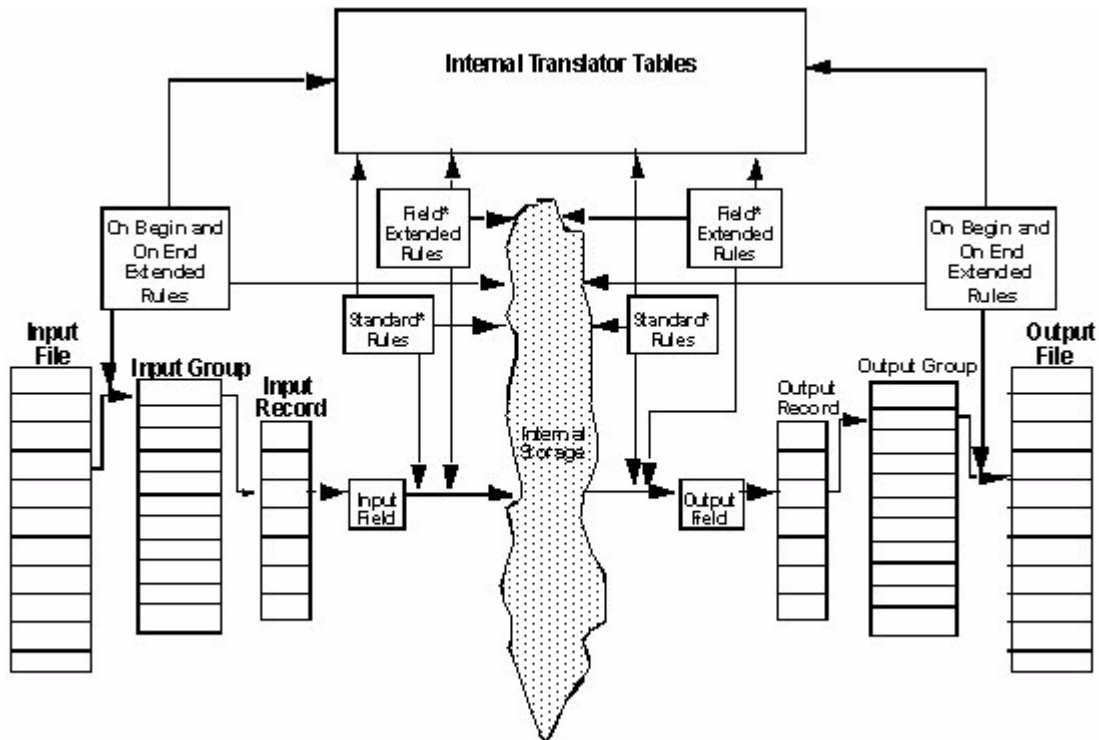 Internal Translator Tables
On Begin and
On End
Extended
Rules
Field*
Extended
Rules
Field*
Extended
Rules
On Begin and
On End
Extended
Rules
Standard*
Rules
Standard*
Rules
Input
File
Input Group
Input
Record
Input
Field
Internal
Storage
Output
Field
Output
Record
Output Group
Output
File